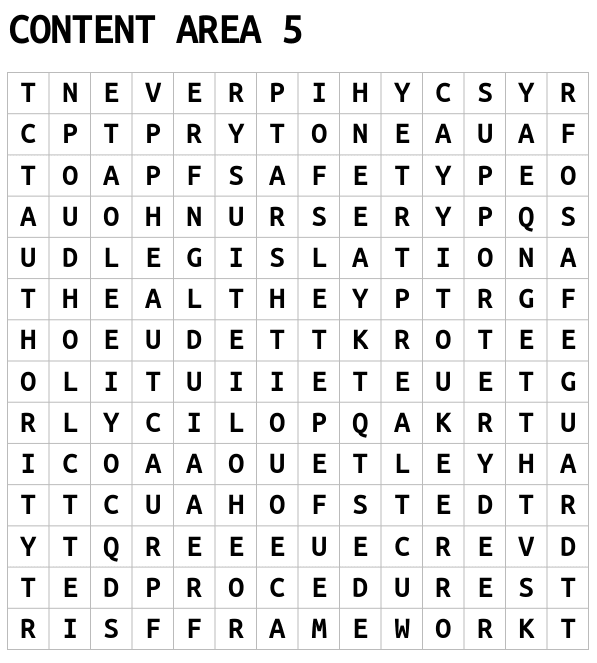 CONTENT AREA 5
T N E V E R P I H Y C S Y R
C P T P R Y T O N E A U A F
T O A P F S A F E T Y P E O
A U O H N U R S E R Y P Q S
U D L E G I S L A T I O N A
T H E A L T H E Y P T R G F
H O E U D E T T K R O T E E
O L I T U I I E T E U E T G
R L Y C I L O P Q A K R T U
I C O A A O U E T L E Y H A
T T C U A H O F S T E D T R
Y T Q R E E E U E C R E V D
T E D P R O C E D U R E S T
R I S F F R A M E W O R K T